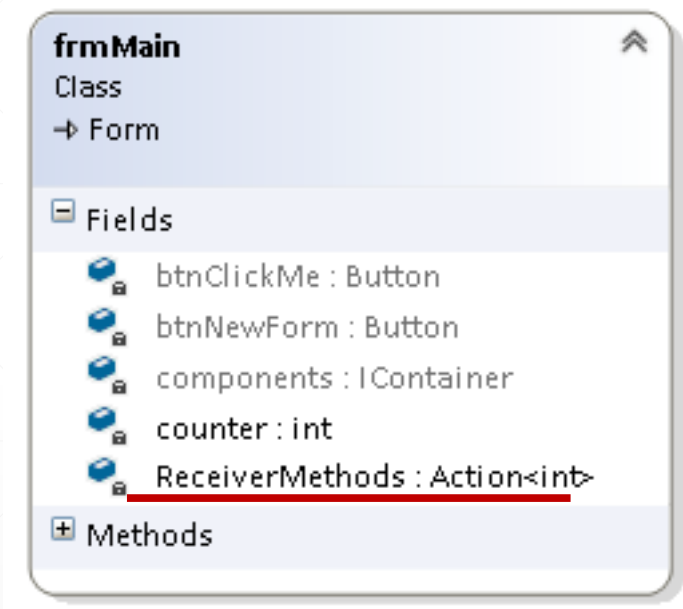 frmMain
Class
Form
Fields
btnClickMe : Button
btnNewForm : Button
components : IContainer
counter : int
ReceiverMethods : Action<int>
Methods